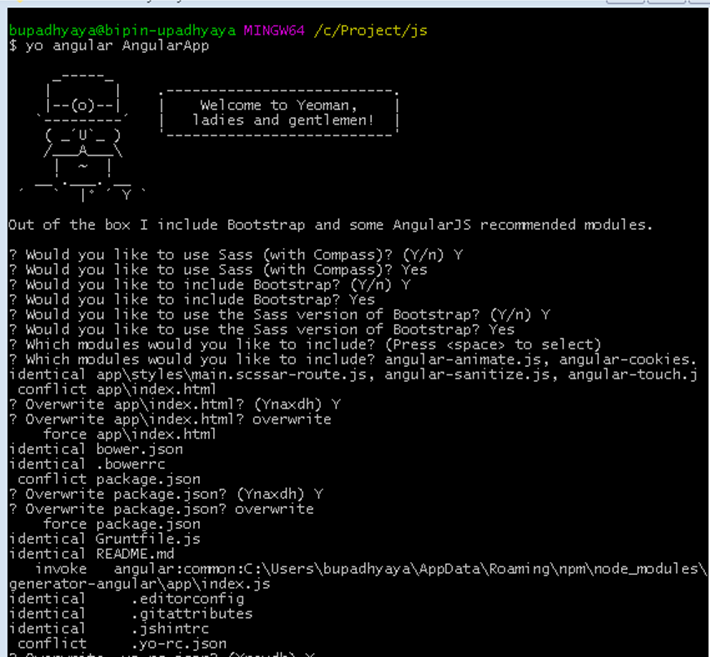 bupadhyaya@bipin-upadhyaya MINGW64 /c/Project/js
$ yo angular AngularApp
     _-----_
    |       |    .--------------------------.
    |--(o)--|    |    Welcome to Yeoman,    |
   `---------´   |   ladies and gentlemen!  |
    ( _´U`_ )    '--------------------------'
    /___A___\
     |  ~  |
   __'.___.'__
 ´   `  |° ´ Y `
Out of the box I include Bootstrap and some AngularJS recommended modules.
? Would you like to use Sass (with Compass)? (Y/n) Y
? Would you like to use Sass (with Compass)? Yes
? Would you like to include Bootstrap? (Y/n) Y
? Would you like to include Bootstrap? Yes
? Would you like to use the Sass version of Bootstrap? (Y/n) Y
? Would you like to use the Sass version of Bootstrap? Yes
? Which modules would you like to include? (Press <space> to select)
? Which modules would you like to include? angular-animate.js, angular-cookies.
identical app\styles\main.scssar-route.js, angular-sanitize.js, angular-touch.j
 conflict app\index.html
? Overwrite app\index.html? (Ynaxdh) Y
? Overwrite app\index.html? overwrite
    force app\index.html
identical bower.json
identical .bowerrc
 conflict package.json
? Overwrite package.json? (Ynaxdh) Y
? Overwrite package.json? overwrite
    force package.json
identical Gruntfile.js
identical README.md
   invoke   angular:common:C:\Users\bupadhyaya\AppData\Roaming\npm\node_modules\
generator-angular\app\index.js
identical     .editorconfig
identical     .gitattributes
identical     .jshintrc
 conflict     .yo-rc.json
? Overwrite .yo-rc.json? (Ynaxdh) Y